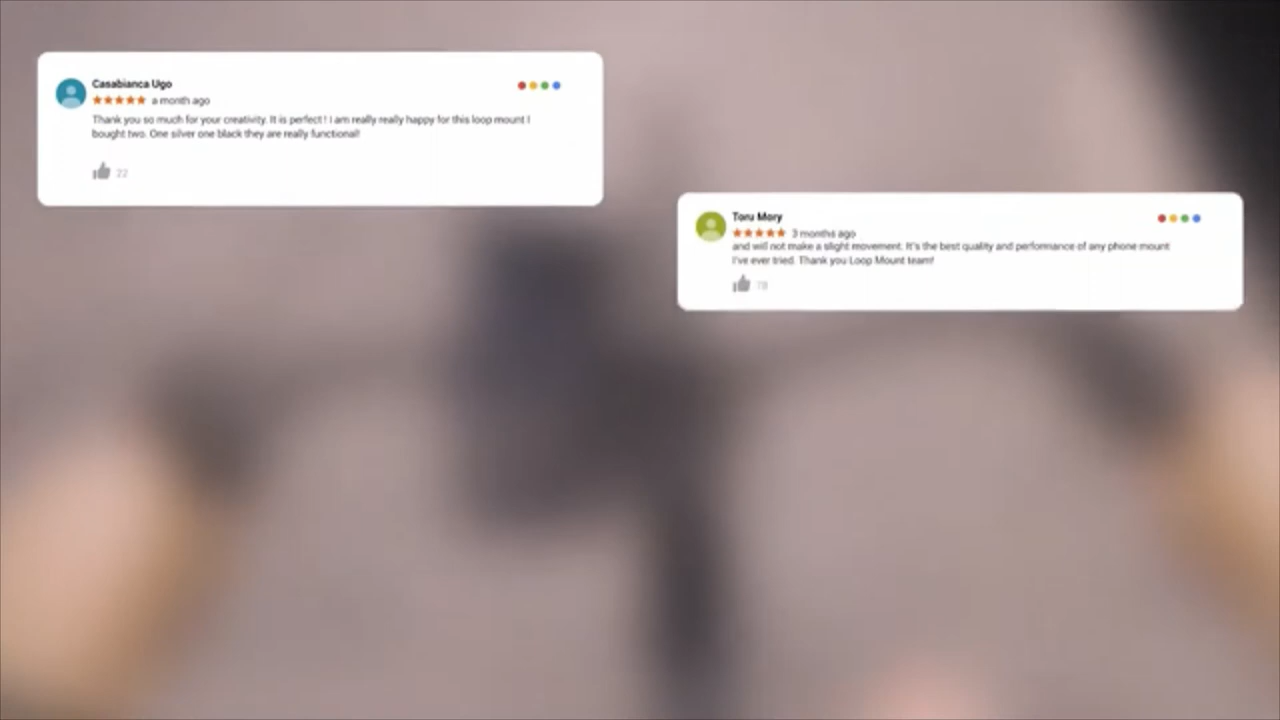 Casabianca Ugo
a month ago
Thank you so much for your creativity. It is perfect! I am really really happy for this loop mount I
bought two. One silver one black they are really functional!
22
Toru Mory
3 months ago
and will not make a slight movement. It's the best quality and performance of any phone mount
I've ever tried. Thank you Loop Mount team!